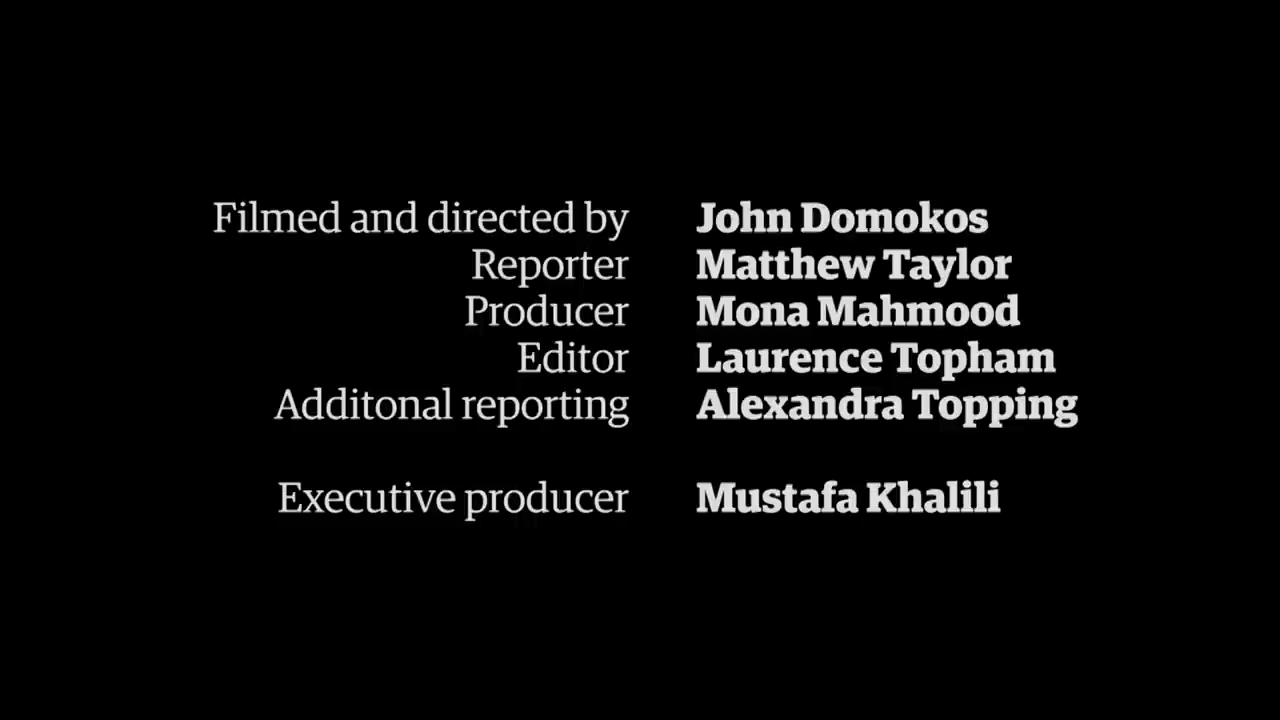 Filmed and directed by John Domokos
Reporter Matthew Taylor
Producer Mona Mahmood
Editor Laurence Topham
Additonal reporting Alexandra Topping
Executive producer Mustafa Khalili